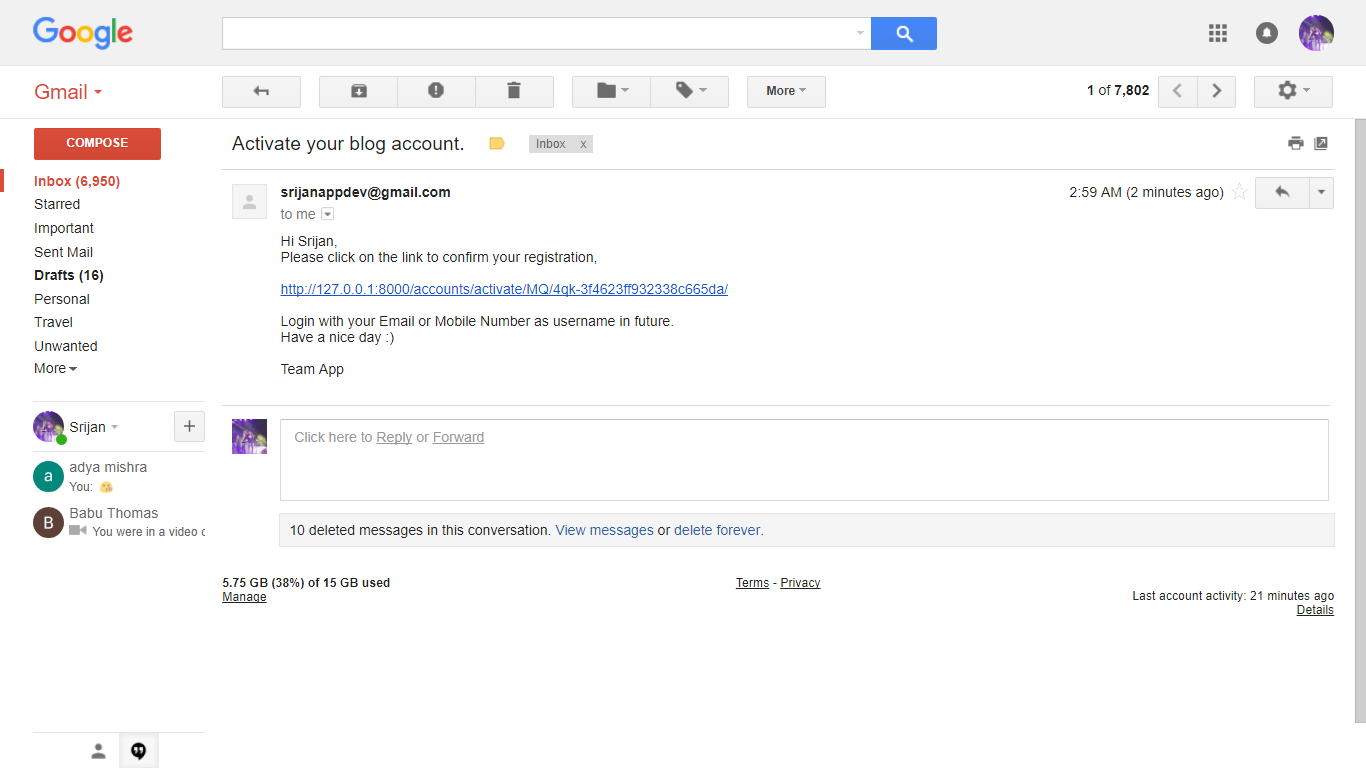 Google
Gmail
More
1 of 7,802
COMPOSE
Activate your blog account.
Inbox x
Inbox (6,950)
Starred
Important
Sent Mail
Drafts (16)
Personal
Travel
Unwanted
More
srijanappdev@gmail.com
2:59 AM (2 minutes ago)
to me
Hi Srijan,
Please click on the link to confirm your registration,
http://127.0.0.1:8000/accounts/activate/MQ/4qk-3f4623ff932338c665da/
Login with your Email or Mobile Number as username in future.
Have a nice day :)
Team App
Srijan
+
a
adya mishra
You: 😘
B
Babu Thomas
You were in a video c
Click here to Reply or Forward
10 deleted messages in this conversation. View messages or delete forever.
5.75 GB (38%) of 15 GB used
Manage
Terms - Privacy
Last account activity: 21 minutes ago
Details